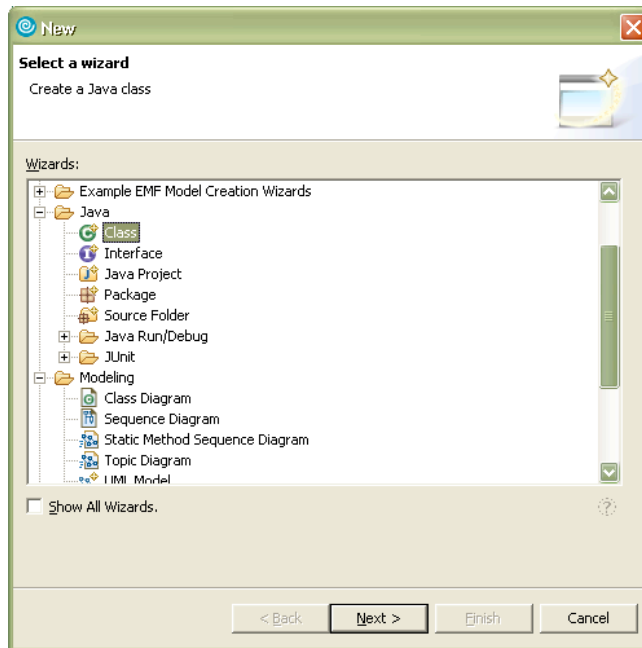 New
Select a wizard
Create a Java class
Wizards:
Example EMF Model Creation Wizards
Java
Class
Interface
Java Project
Package
Source Folder
Java Run/Debug
JUnit
Modeling
Class Diagram
Sequence Diagram
Static Method Sequence Diagram
Topic Diagram
UML Model
Show All Wizards.
< Back Next > Finish Cancel